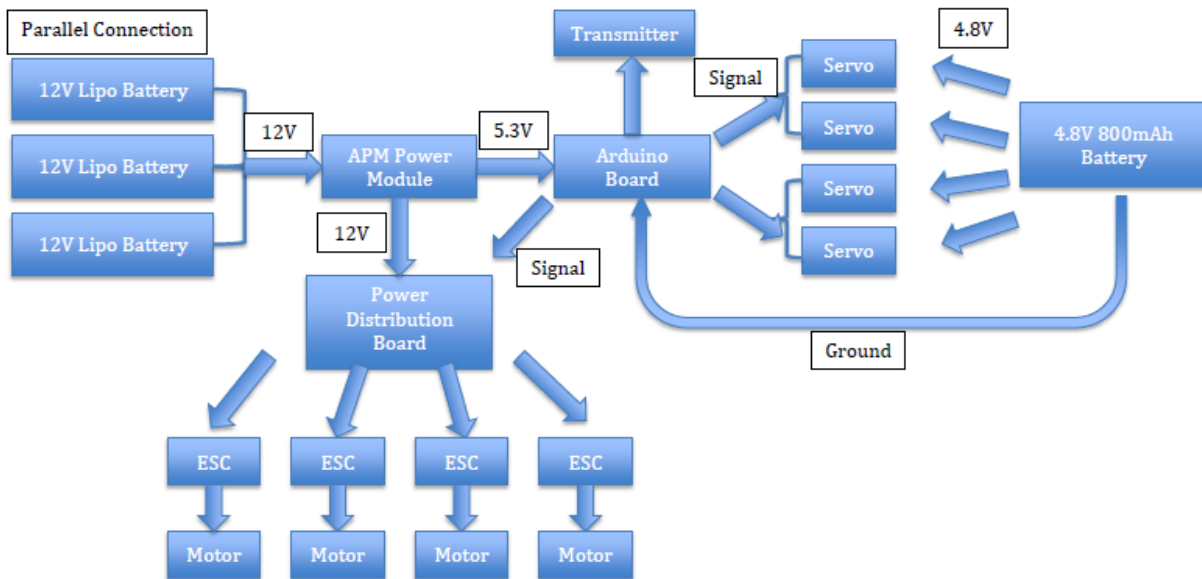 Parallel Connection
12V Lipo Battery
12V Lipo Battery
12V Lipo Battery
12V
APM Power
Module
5.3V
12V
Transmitter
Arduino
Board
Signal
Signal
Servo
Servo
Servo
Servo
4.8V
4.8V 800mAh
Battery
Ground
Power
Distribution
Board
ESC
ESC
ESC
ESC
Motor
Motor
Motor
Motor